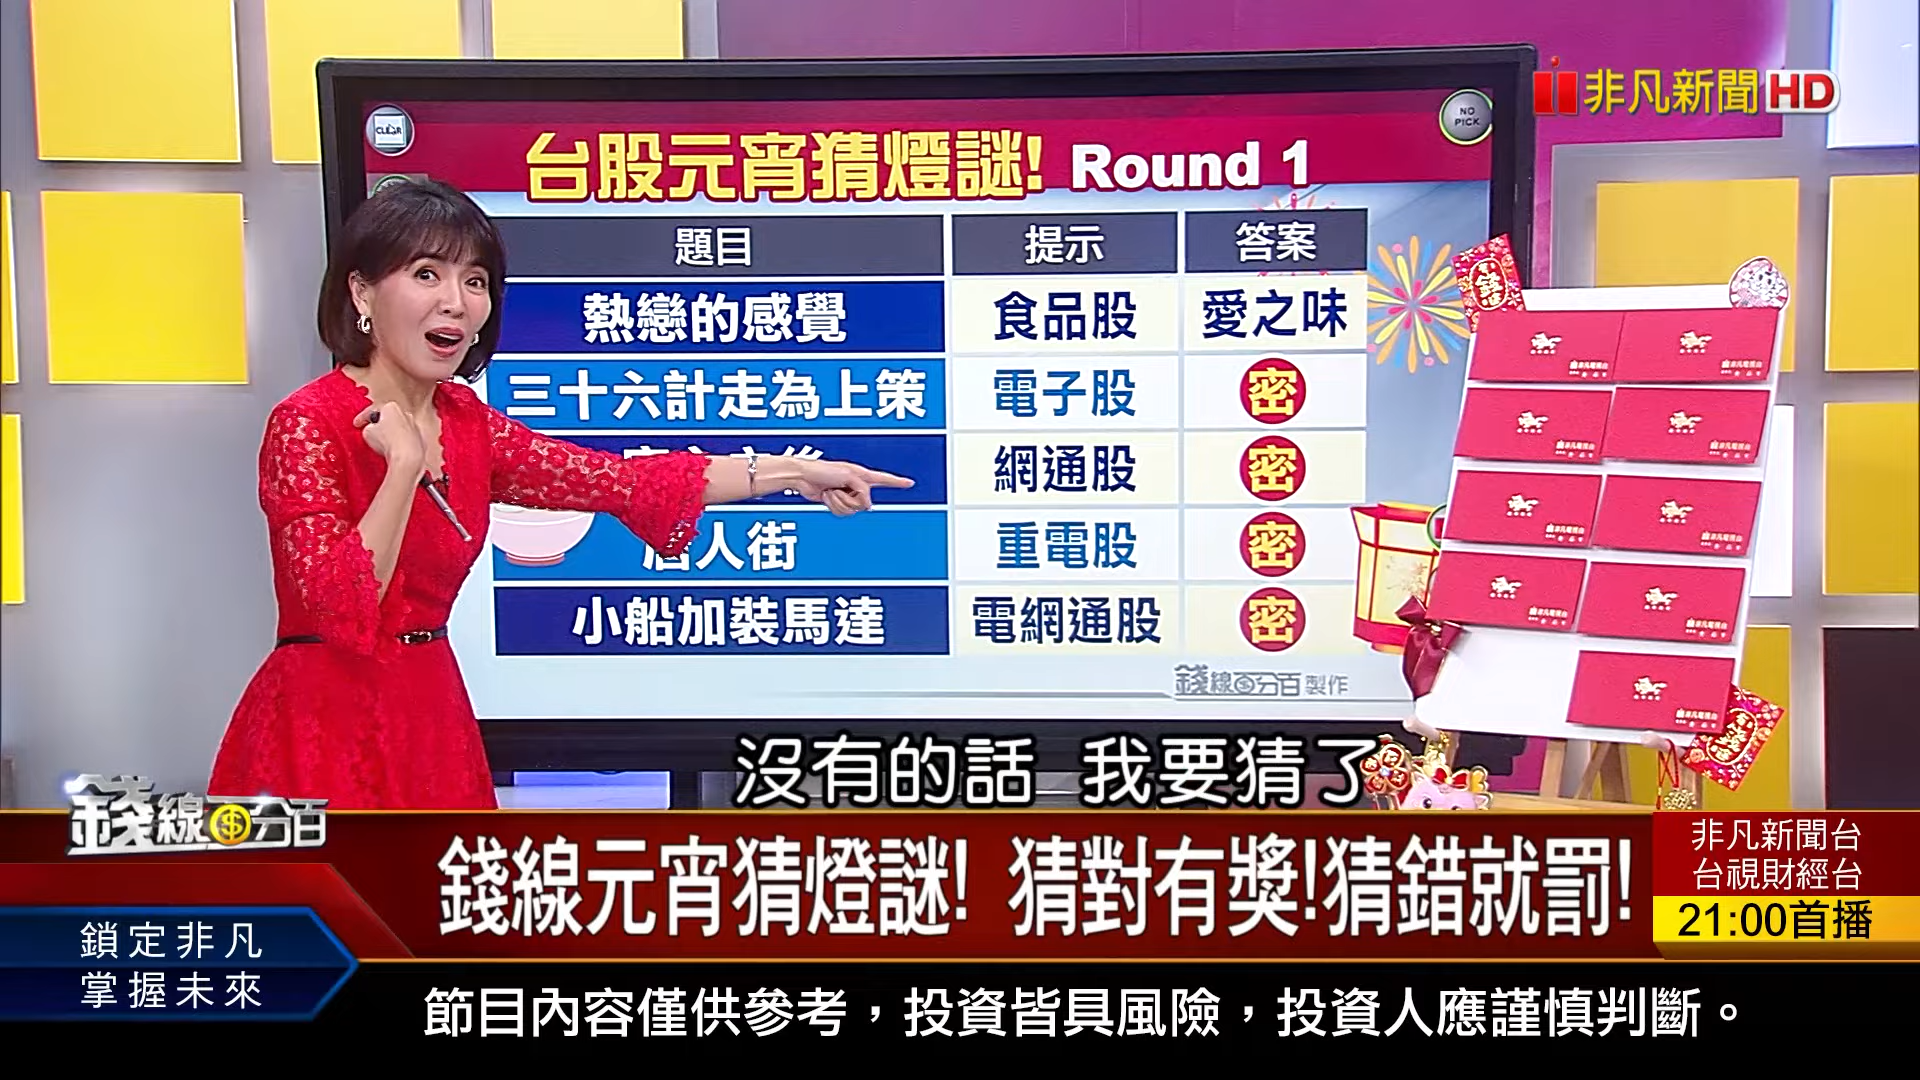 非凡新聞HD
CLEAR
NO PICK
台股元宵猜燈謎! Round 1
題目 提示 答案
熱戀的感覺 食品股 愛之味
三十六計走為上策 電子股 密
網通股 密
唐人街 重電股 密
小船加裝馬達 電網通股 密
錢線百分百 製作
沒有的話 我要猜了
錢線百分百
錢線元宵猜燈謎! 猜對有獎!猜錯就罰!
非凡新聞台
台視財經台
21:00首播
鎖定非凡
掌握未來
節目內容僅供參考，投資皆具風險，投資人應謹慎判斷。